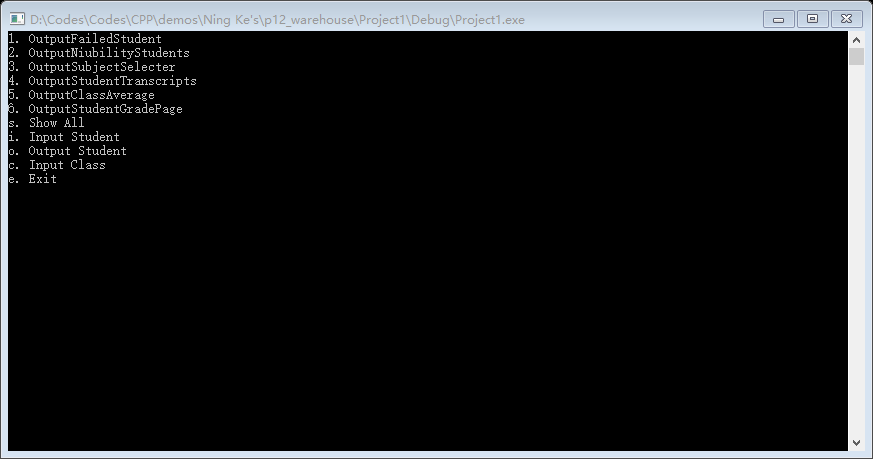 D:\Codes\Codes\CPP\demos\Ning Ke's\p12_warehouse\Project1\Debug\Project1.exe
1. OutputFailedStudent
2. OutputNiubilityStudents
3. OutputSubjectSelecter
4. OutputStudentTranscripts
5. OutputClassAverage
6. OutputStudentGradePage
s. Show All
i. Input Student
o. Output Student
c. Input Class
e. Exit